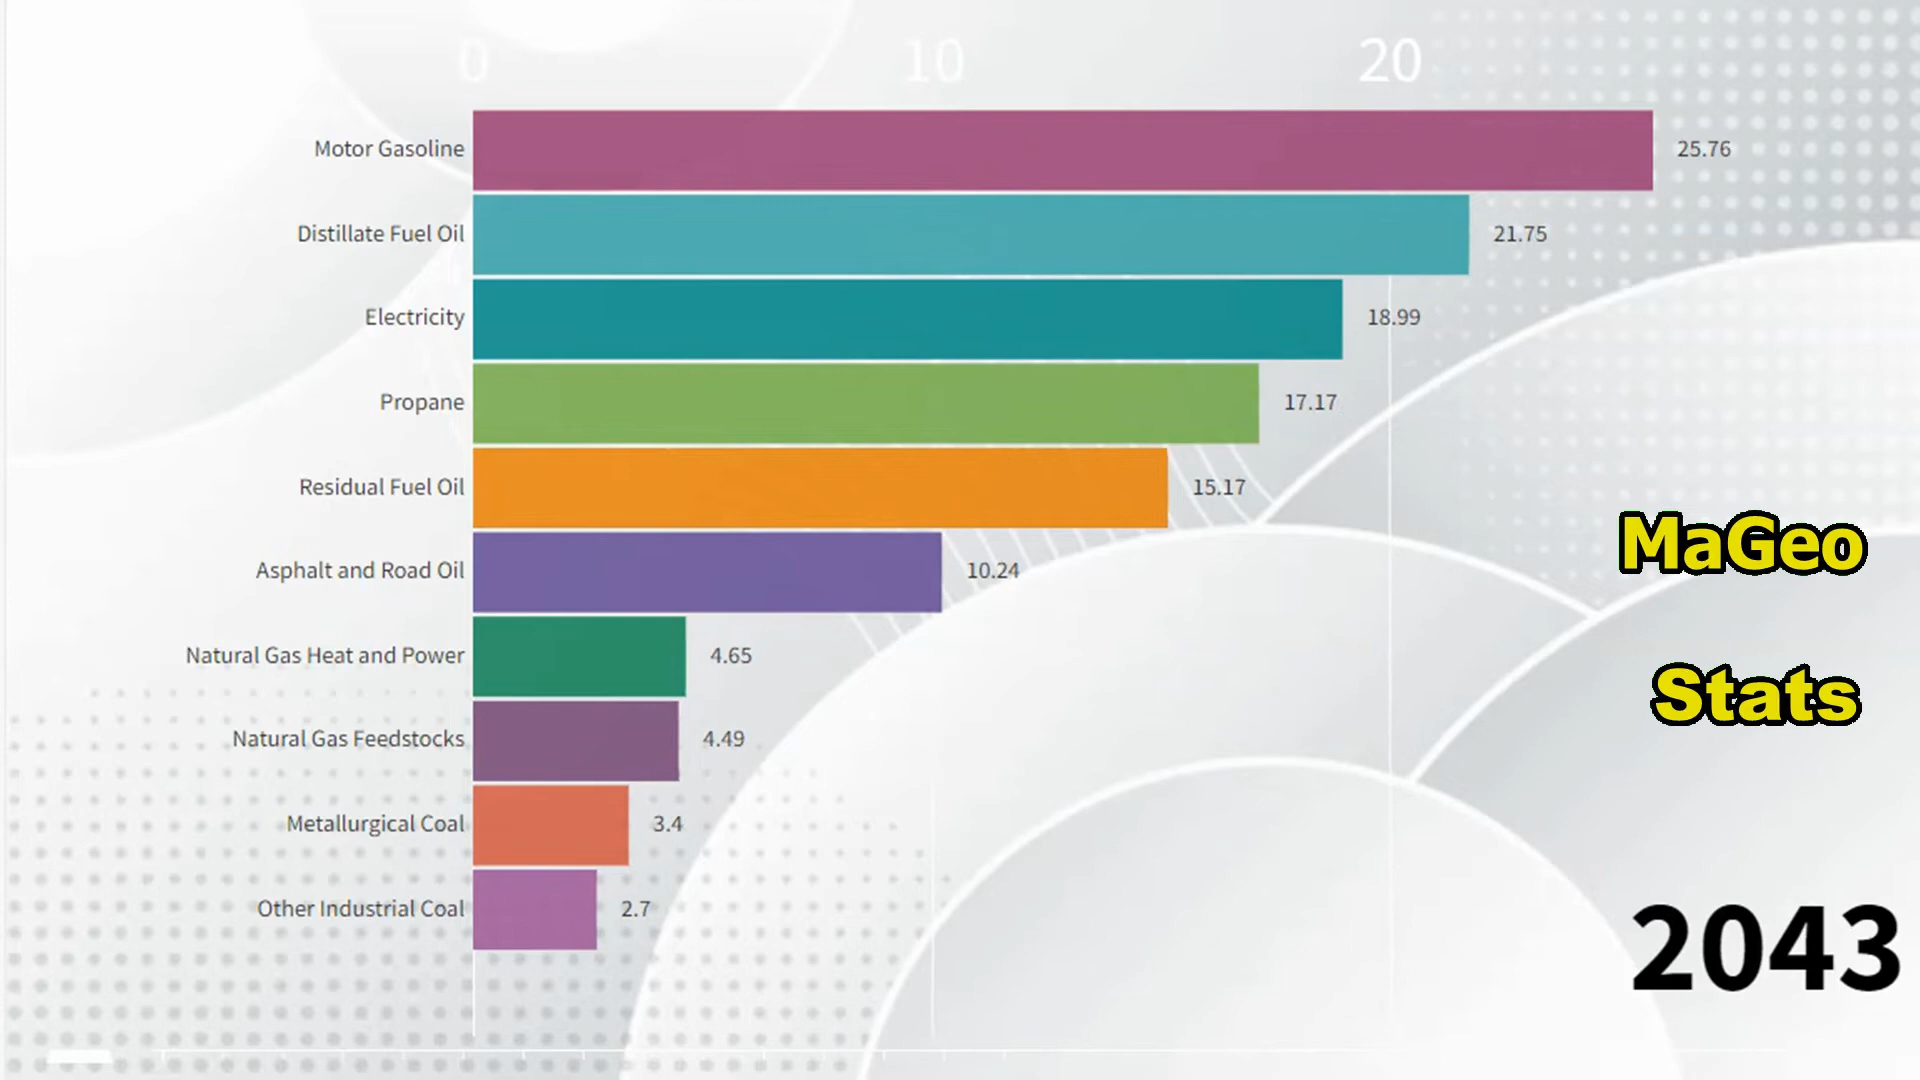 0 10 20
Motor Gasoline 25.76
Distillate Fuel Oil 21.75
Electricity 18.99
Propane 17.17
Residual Fuel Oil 15.17
Asphalt and Road Oil 10.24
Natural Gas Heat and Power 4.65
Natural Gas Feedstocks 4.49
Metallurgical Coal 3.4
Other Industrial Coal 2.7
MaGeo
Stats
2043